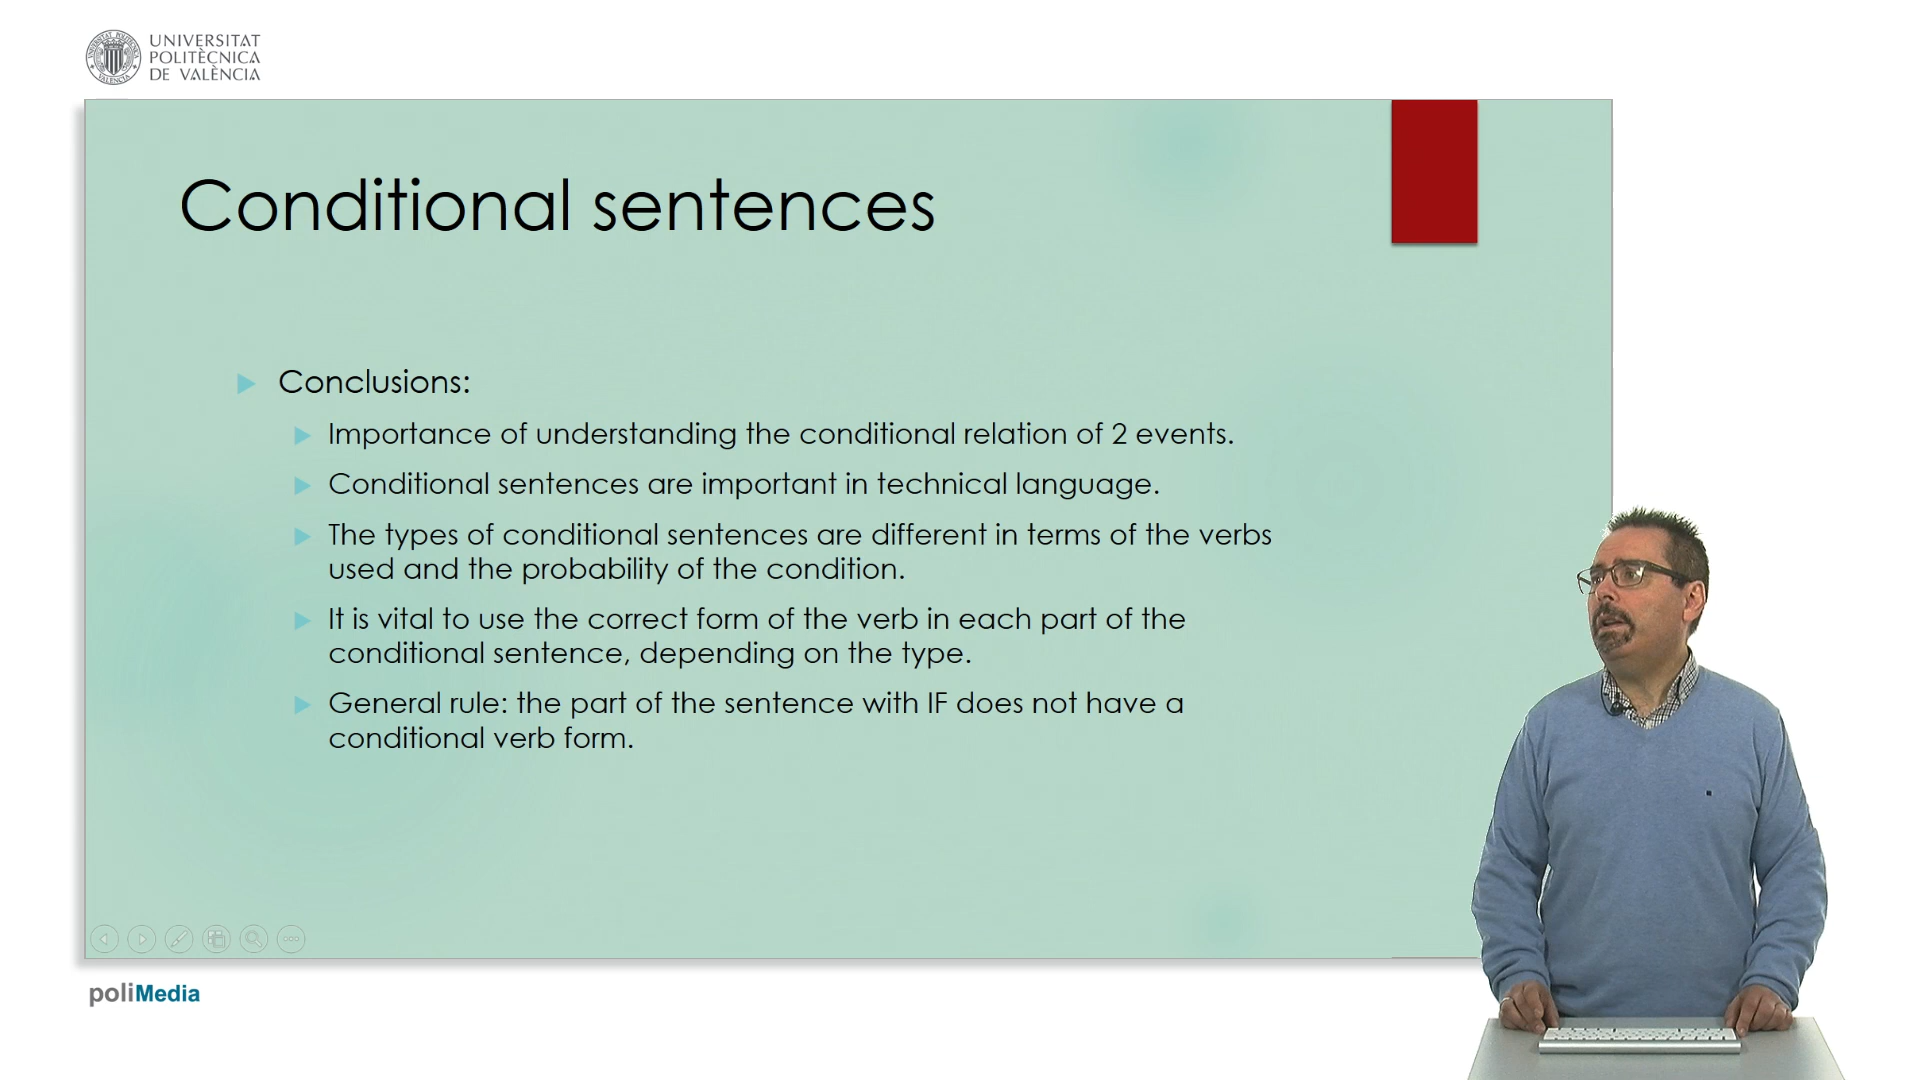 UNIVERSITAT
POLITÈCNICA
DE VALÈNCIA
Conditional sentences
Conclusions:
Importance of understanding the conditional relation of 2 events.
Conditional sentences are important in technical language.
The types of conditional sentences are different in terms of the verbs
used and the probability of the condition.
It is vital to use the correct form of the verb in each part of the
conditional sentence, depending on the type.
General rule: the part of the sentence with IF does not have a
conditional verb form.
poliMedia